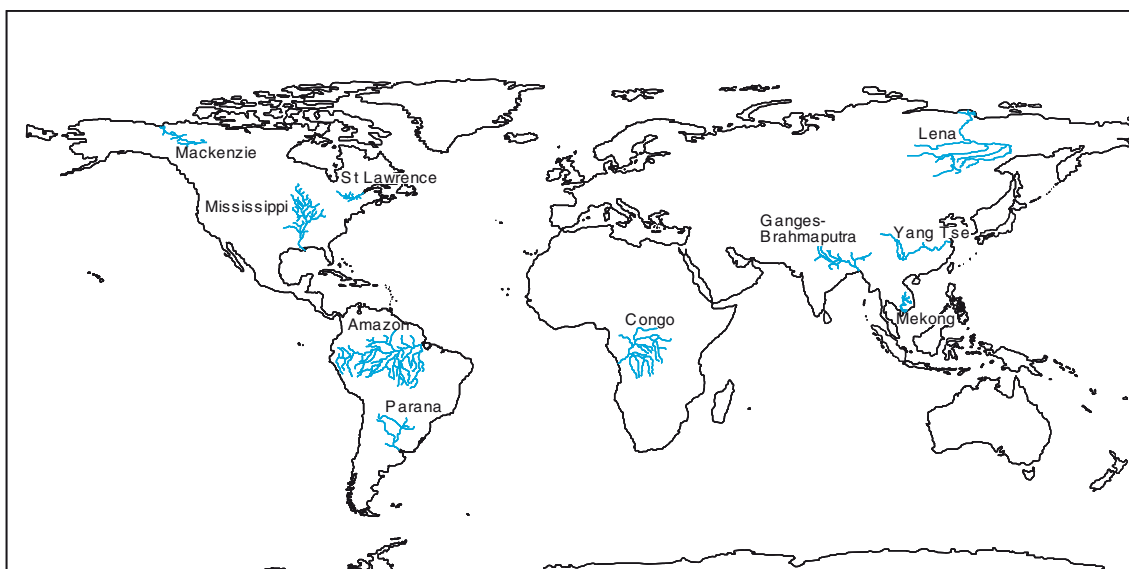 Lena
Mackenzie
St Lawrence
Mississippi
Ganges-
Brahmaputra
Yang Tse
Mekong
Congo
Amazon
Parana